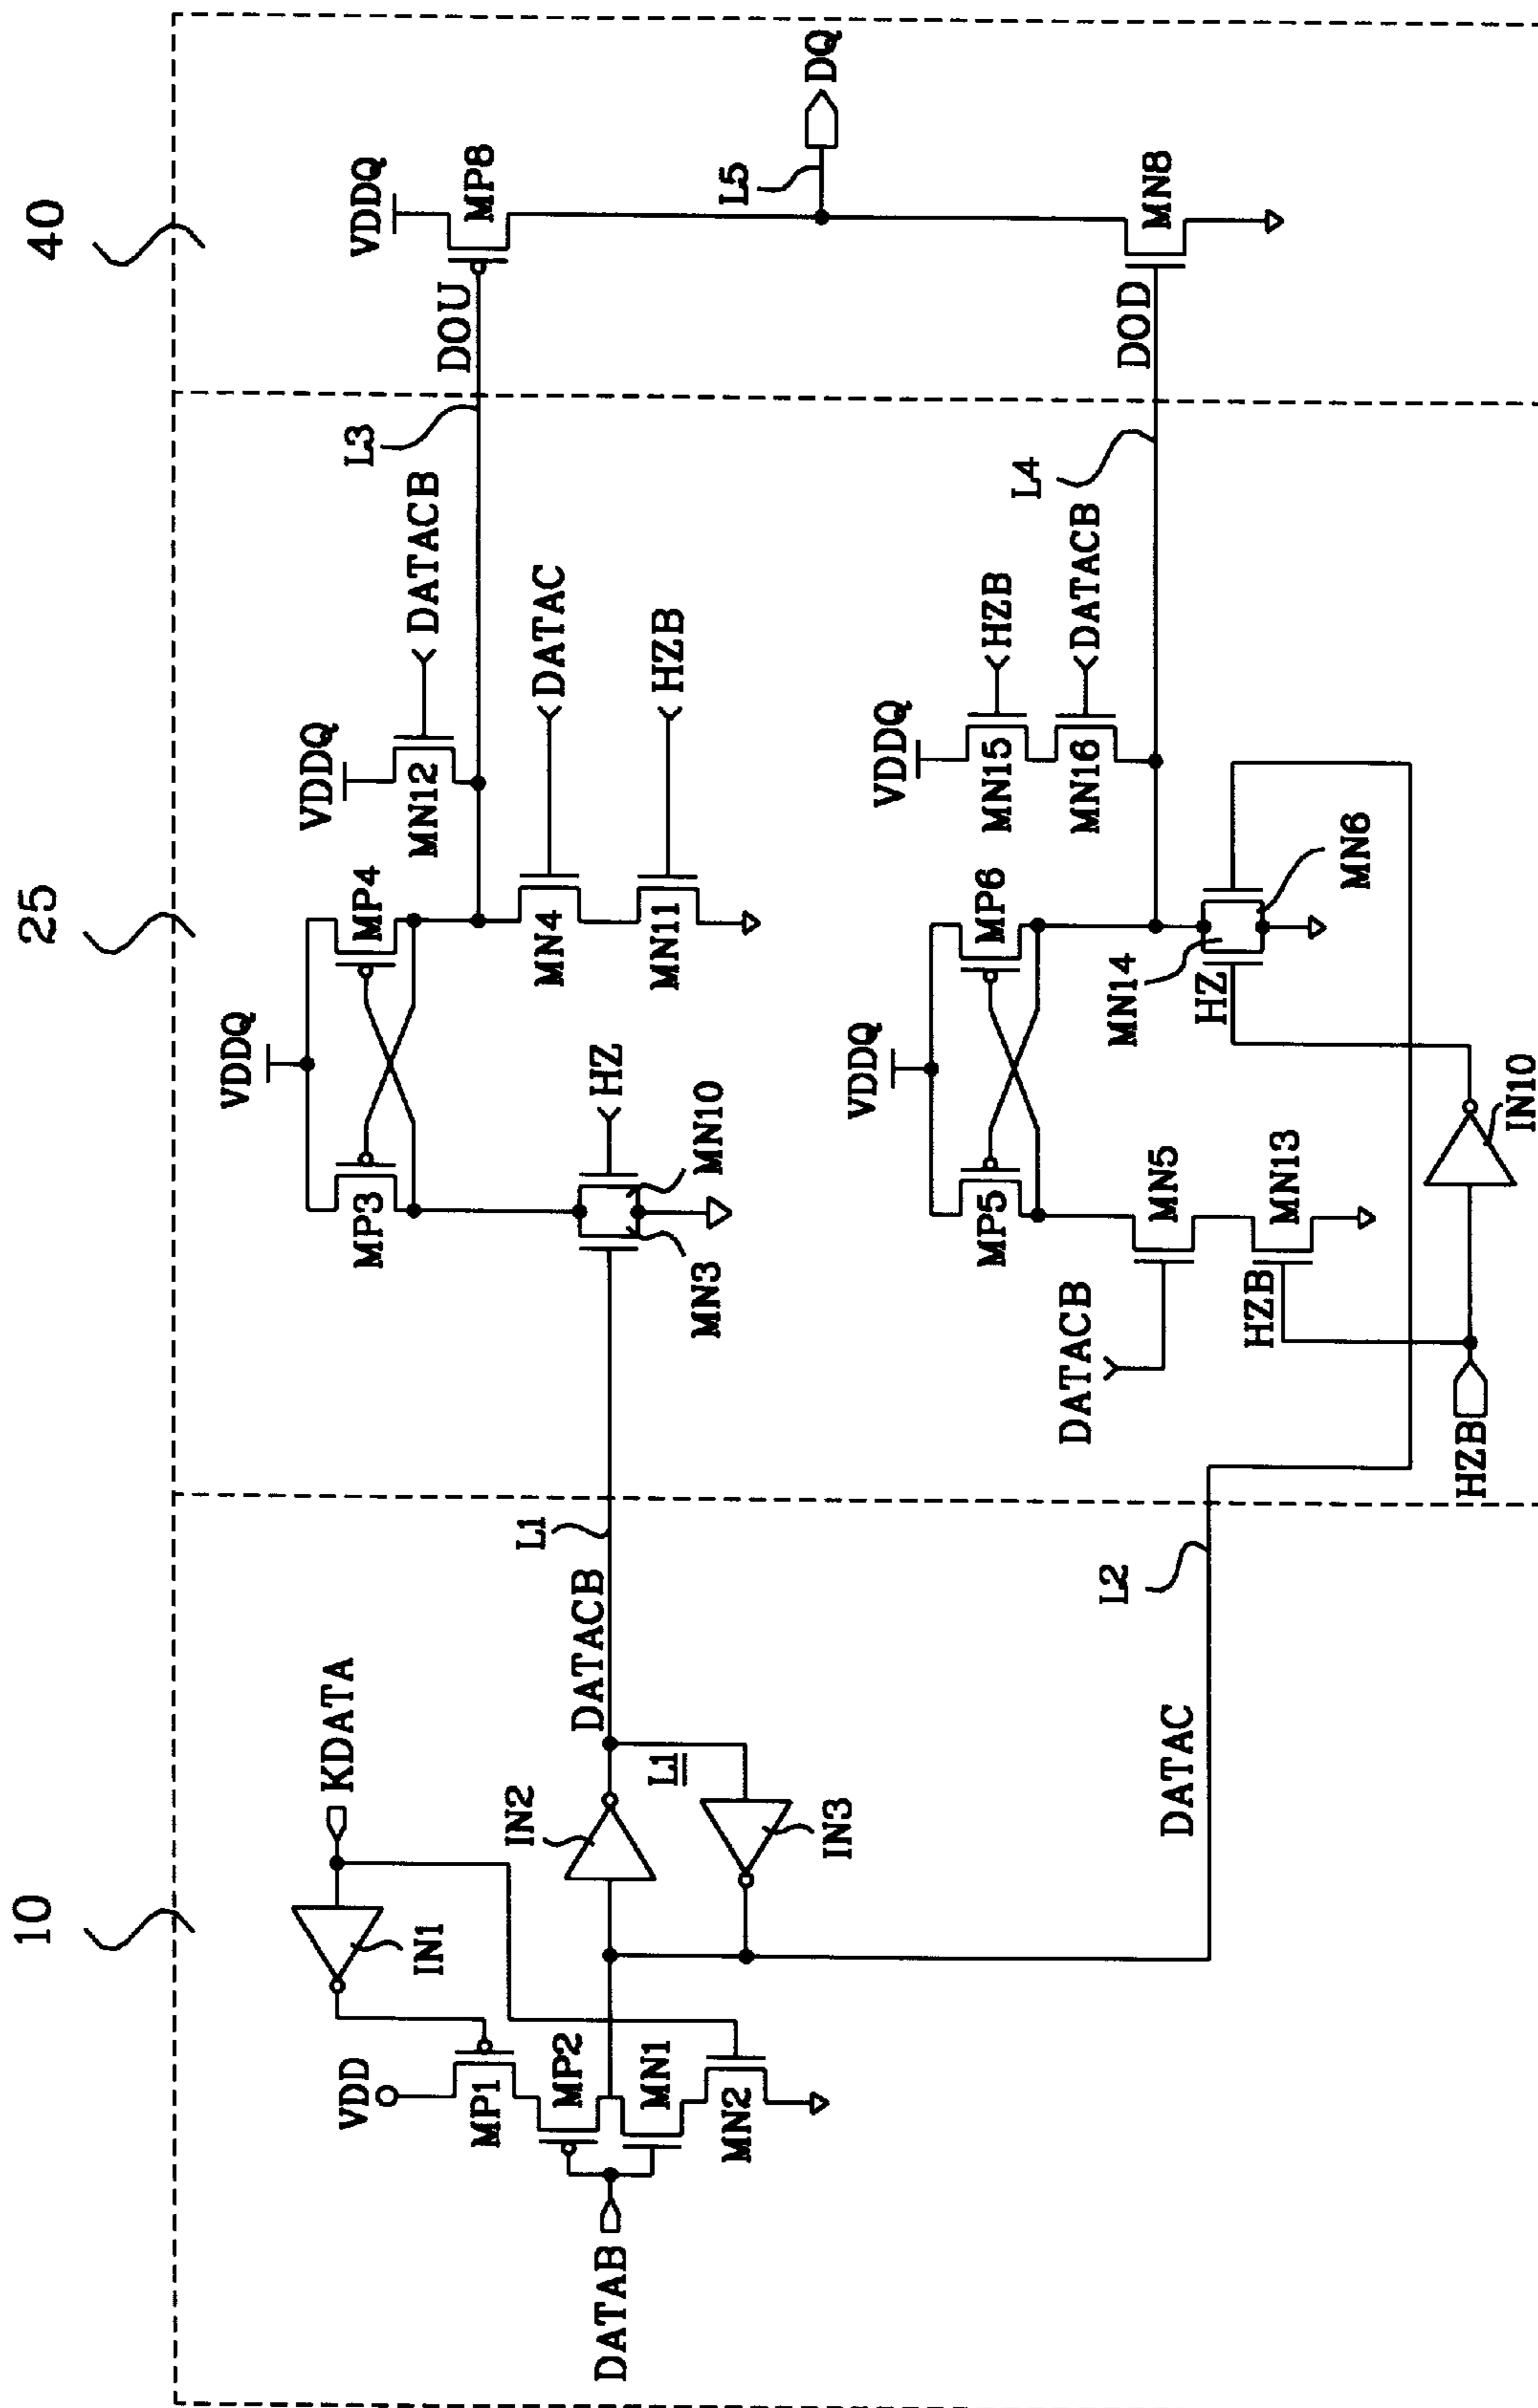 10
25
40
KDATA
VDD
IN1
MP1
MP2
MN1
MN2
DATAB
IN2
DATACB
L1
L1
IN3
DATAC
L2
VDDQ
MP3
MP4
VDDQ
MN12
DATACB
L3
DOU
MN3
MN10
HZ
MN4
DATAC
MN11
HZB
VDDQ
MP5
MP6
VDDQ
MN15
HZB
MN16
DATACB
L4
DOD
DATACB
MN5
HZB
MN13
MN14
HZ
MN6
HZB
IN10
VDDQ
MP8
L5
DQ
MN8